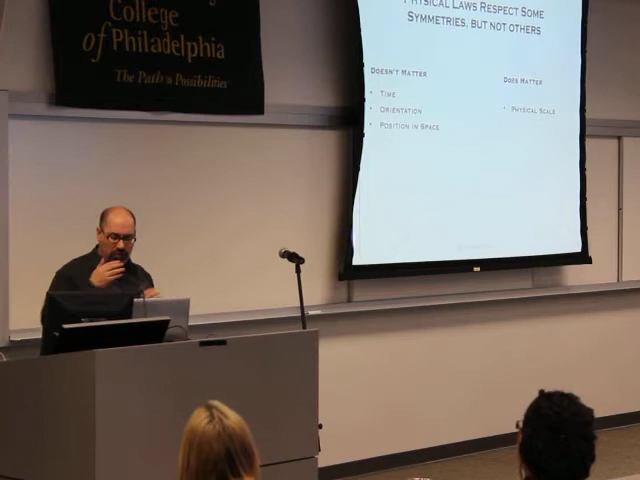 College
of Philadelphia
The Path to Possibilities
PHYSICAL LAWS RESPECT SOME
SYMMETRIES, BUT NOT OTHERS
DOESN'T MATTER
• TIME
• ORIENTATION
• POSITION IN SPACE
DOES MATTER
• PHYSICAL SCALE